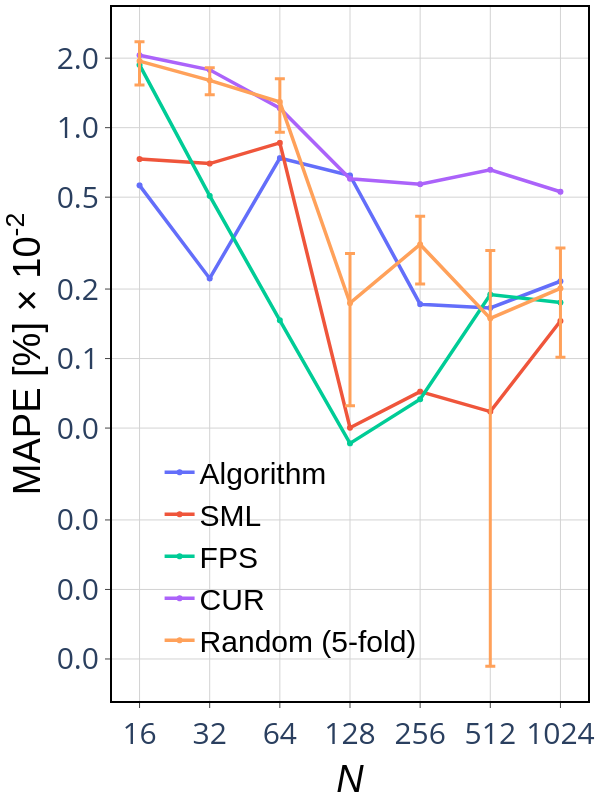 2.0
1.0
0.5
0.2
0.1
0.0
0.0
0.0
0.0
MAPE [%] × 10⁻²
Algorithm
SML
FPS
CUR
Random (5-fold)
16 32 64 128 256 512 1024
N